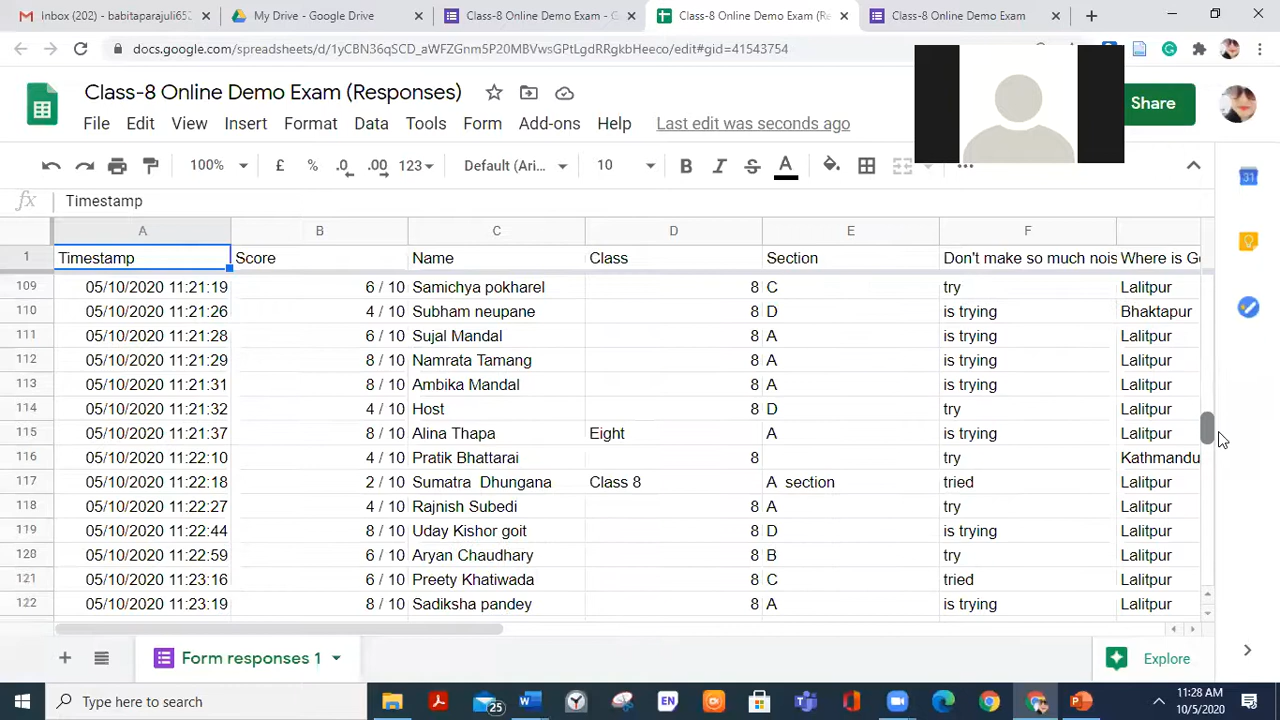 Inbox (202) - babitaparajuli5
My Drive - Google Drive
Class-8 Online Demo Exam -
Class-8 Online Demo Exam (Re
Class-8 Online Demo Exam
docs.google.com/spreadsheets/d/1yCBN36qSCD_aWFZGnm5P20MBVwsGPtLgdRRgkbHeeco/edit#gid=41543754
Class-8 Online Demo Exam (Responses)
File Edit View Insert Format Data Tools Form Add-ons Help Last edit was seconds ago
Share
100% £ % .0 .00 123 Default (Ari... 10 B I S A
fx Timestamp
A B C D E F
1 Timestamp Score Name Class Section Don't make so much nois Where is Go
109 05/10/2020 11:21:19 6 / 10 Samichya pokharel 8 C try Lalitpur
110 05/10/2020 11:21:26 4 / 10 Subham neupane 8 D is trying Bhaktapur
111 05/10/2020 11:21:28 6 / 10 Sujal Mandal 8 A is trying Lalitpur
112 05/10/2020 11:21:29 8 / 10 Namrata Tamang 8 A is trying Lalitpur
113 05/10/2020 11:21:31 8 / 10 Ambika Mandal 8 A is trying Lalitpur
114 05/10/2020 11:21:32 4 / 10 Host 8 D try Lalitpur
115 05/10/2020 11:21:37 8 / 10 Alina Thapa Eight A is trying Lalitpur
116 05/10/2020 11:22:10 4 / 10 Pratik Bhattarai 8 try Kathmandu
117 05/10/2020 11:22:18 2 / 10 Sumatra Dhungana Class 8 A section tried Lalitpur
118 05/10/2020 11:22:27 4 / 10 Rajnish Subedi 8 A try Lalitpur
119 05/10/2020 11:22:44 8 / 10 Uday Kishor goit 8 D is trying Lalitpur
120 05/10/2020 11:22:59 6 / 10 Aryan Chaudhary 8 B try Lalitpur
121 05/10/2020 11:23:16 6 / 10 Preety Khatiwada 8 C tried Lalitpur
122 05/10/2020 11:23:19 8 / 10 Sadiksha pandey 8 A is trying Lalitpur
Form responses 1
Explore
Type here to search
25
EN
11:28 AM
10/5/2020
31